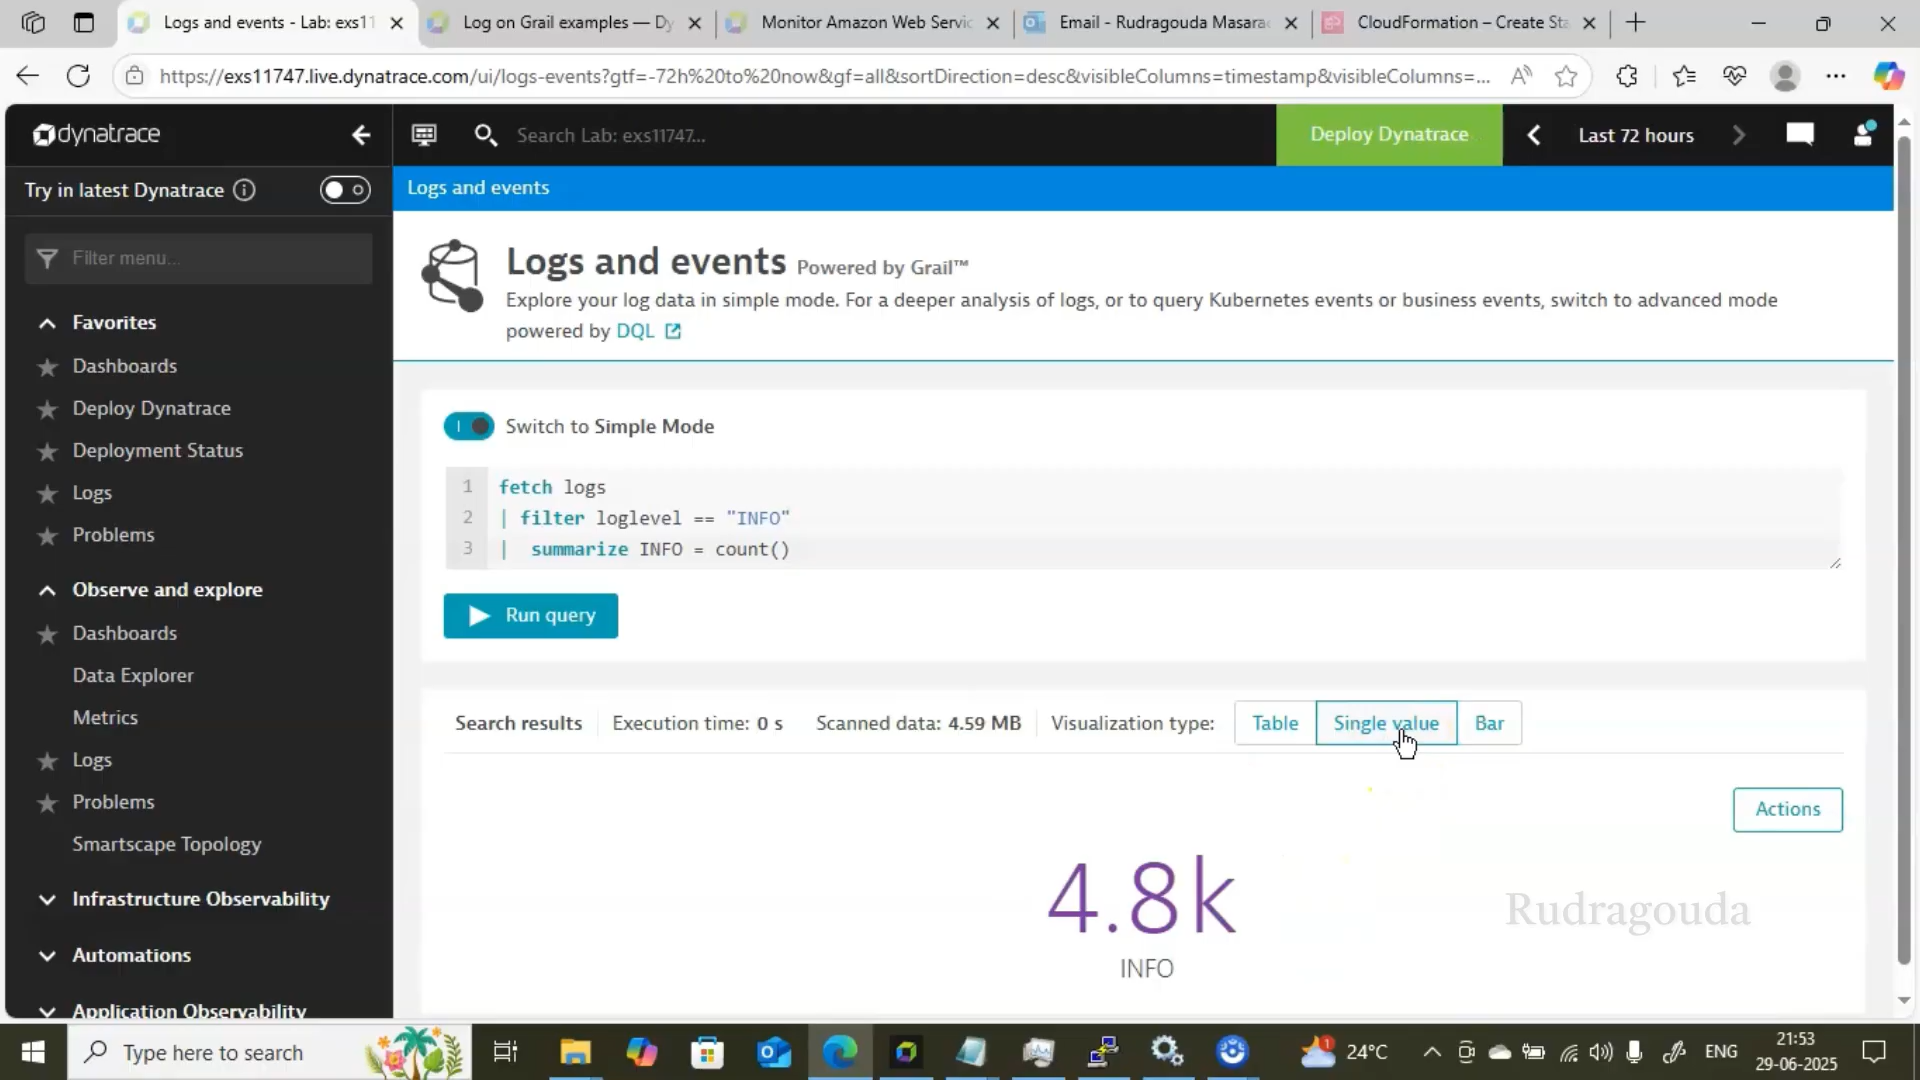 Logs and events - Lab: exs11
Log on Grail examples — Dy
Monitor Amazon Web Servic
Email - Rudragouda Masara
CloudFormation – Create Sta
https://exs11747.live.dynatrace.com/ui/logs-events?gtf=-72h%20to%20now&gf=all&sortDirection=desc&visibleColumns=timestamp&visibleColumns=...
dynatrace
Search Lab: exs11747...
Deploy Dynatrace
Last 72 hours
Try in latest Dynatrace
Logs and events
Filter menu...
Favorites
Dashboards
Deploy Dynatrace
Deployment Status
Logs
Problems
Observe and explore
Dashboards
Data Explorer
Metrics
Logs
Problems
Smartscape Topology
Infrastructure Observability
Automations
Application Observability
Logs and events Powered by Grail™
Explore your log data in simple mode. For a deeper analysis of logs, or to query Kubernetes events or business events, switch to advanced mode
powered by DQL
Switch to Simple Mode
1 fetch logs
2 | filter loglevel == "INFO"
3 | summarize INFO = count()
Run query
Search results Execution time: 0 s Scanned data: 4.59 MB Visualization type: Table Single value Bar
Actions
4.8k
INFO
Rudragouda
Type here to search
24°C
ENG
21:53
29-06-2025